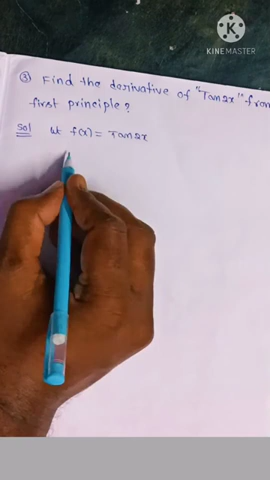 KINEMASTER
③ Find the derivative of "Tan2x" from
first principle?
Sol let f(x) = Tan2x